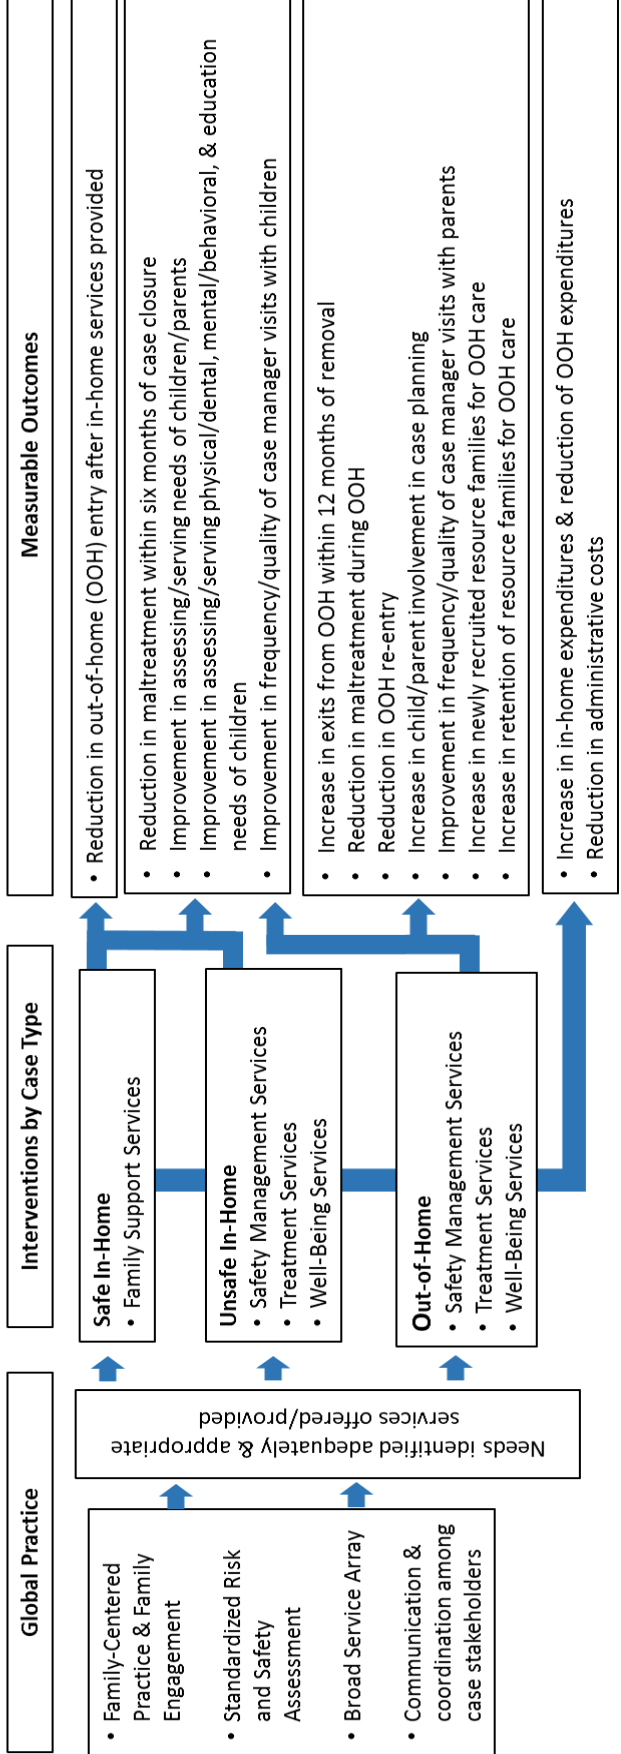 Global Practice
• Family-Centered
Practice & Family
Engagement
• Standardized Risk
and Safety
Assessment
• Broad Service Array
• Communication &
coordination among
case stakeholders
Needs identified adequately & appropriate
services offered/provided
Interventions by Case Type
Safe In-Home
• Family Support Services
Unsafe In-Home
• Safety Management Services
• Treatment Services
• Well-Being Services
Out-of-Home
• Safety Management Services
• Treatment Services
• Well-Being Services
Measurable Outcomes
• Reduction in out-of-home (OOH) entry after in-home services provided
• Reduction in maltreatment within six months of case closure
• Improvement in assessing/serving needs of children/parents
• Improvement in assessing/serving physical/dental, mental/behavioral, & education
needs of children
• Improvement in frequency/quality of case manager visits with children
• Increase in exits from OOH within 12 months of removal
• Reduction in maltreatment during OOH
• Reduction in OOH re-entry
• Increase in child/parent involvement in case planning
• Improvement in frequency/quality of case manager visits with parents
• Increase in newly recruited resource families for OOH care
• Increase in retention of resource families for OOH care
• Increase in in-home expenditures & reduction of OOH expenditures
• Reduction in administrative costs